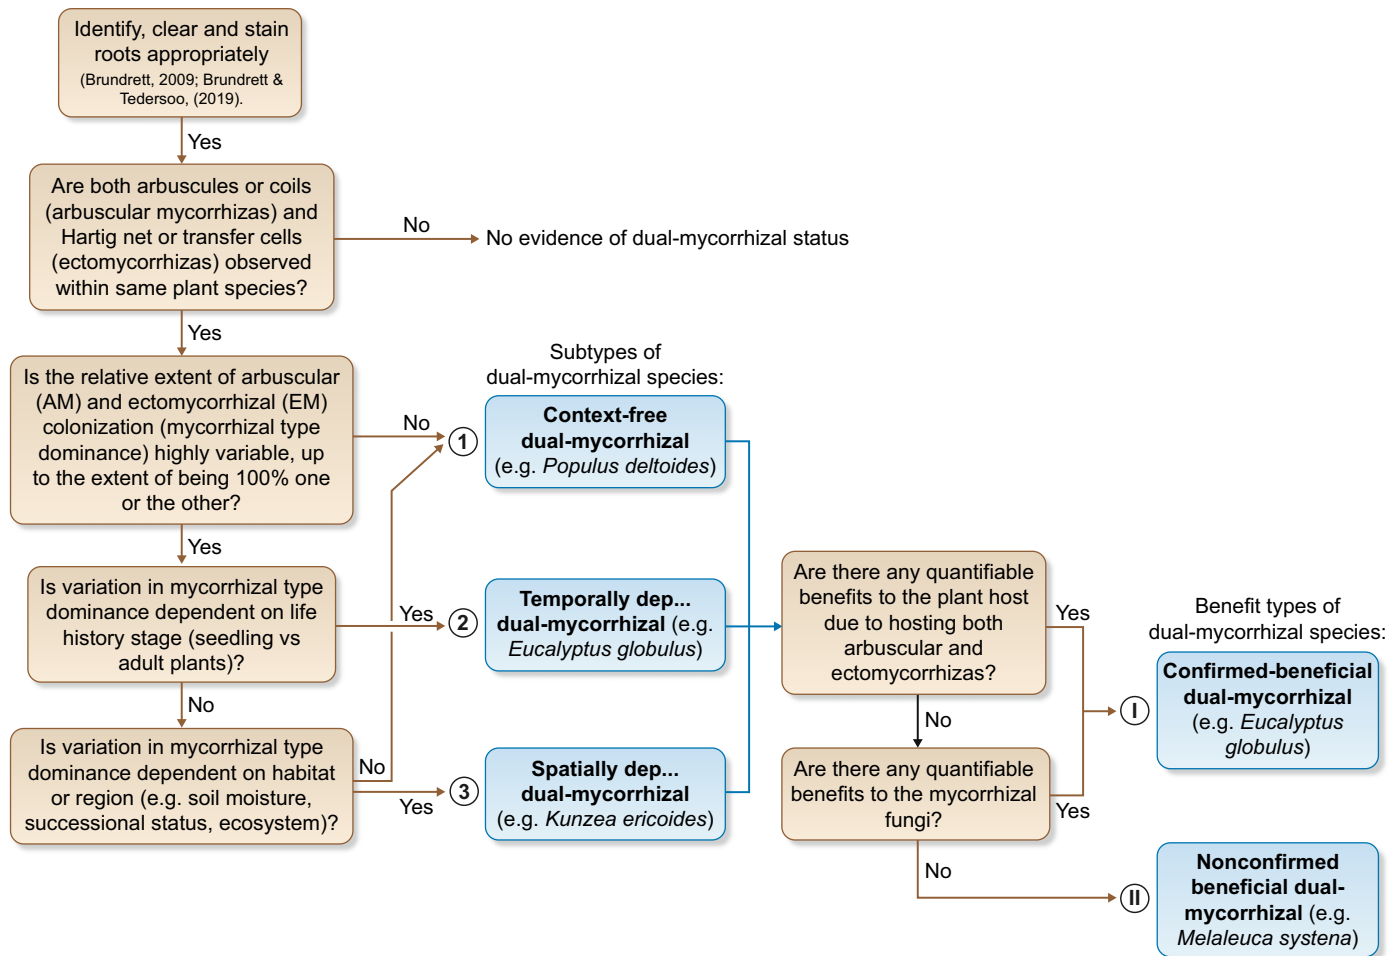 Identify, clear and stain
roots appropriately
(Brundrett, 2009; Brundrett &
Tedersoo, (2019).
Yes
Are both arbuscules or coils
(arbuscular mycorrhizas) and
Hartig net or transfer cells
(ectomycorrhizas) observed
within same plant species?
No
No evidence of dual-mycorrhizal status
Yes
Is the relative extent of arbuscular
(AM) and ectomycorrhizal (EM)
colonization (mycorrhizal type
dominance) highly variable, up
to the extent of being 100% one
or the other?
No
1
Yes
Is variation in mycorrhizal type
dominance dependent on life
history stage (seedling vs
adult plants)?
Yes
2
No
Is variation in mycorrhizal type
dominance dependent on habitat
or region (e.g. soil moisture,
successional status, ecosystem)?
No
Yes
3
Subtypes of
dual-mycorrhizal species:
Context-free
dual-mycorrhizal
(e.g. Populus deltoides)
Temporally dep...
dual-mycorrhizal (e.g.
Eucalyptus globulus)
Spatially dep...
dual-mycorrhizal
(e.g. Kunzea ericoides)
Are there any quantifiable
benefits to the plant host
due to hosting both
arbuscular and
ectomycorrhizas?
Yes
No
Are there any quantifiable
benefits to the mycorrhizal
fungi?
Yes
No
Benefit types of
dual-mycorrhizal species:
I
Confirmed-beneficial
dual-mycorrhizal
(e.g. Eucalyptus
globulus)
II
Nonconfirmed
beneficial dual-
mycorrhizal (e.g.
Melaleuca systena)